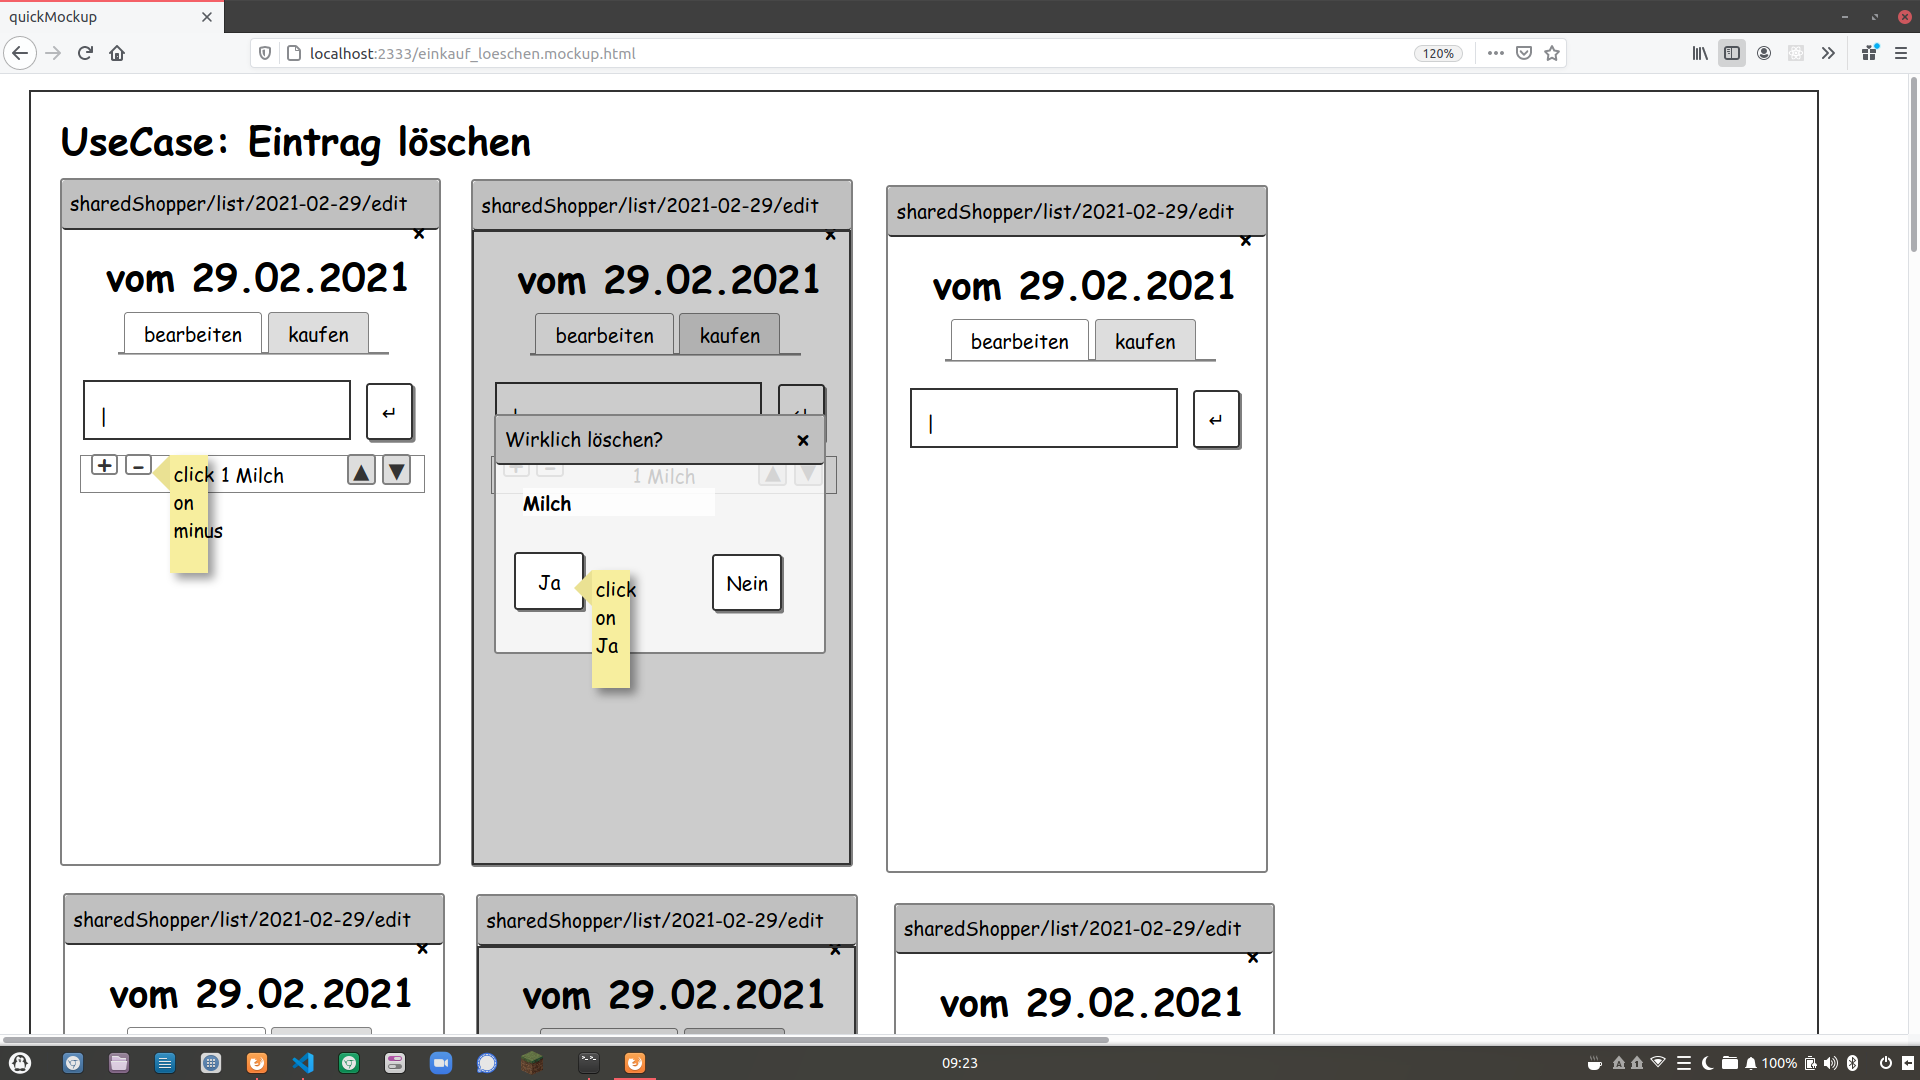 quickMockup
localhost:2333/einkauf_loeschen.mockup.html
120%
UseCase: Eintrag löschen
sharedShopper/list/2021-02-29/edit
vom 29.02.2021
bearbeiten
kaufen
|
↵
+
-
click
on
minus
1 Milch
▲
▼
sharedShopper/list/2021-02-29/edit
vom 29.02.2021
bearbeiten
kaufen
Wirklich löschen?
1 Milch
Milch
Ja
click
on
Ja
Nein
sharedShopper/list/2021-02-29/edit
vom 29.02.2021
bearbeiten
kaufen
|
↵
sharedShopper/list/2021-02-29/edit
vom 29.02.2021
sharedShopper/list/2021-02-29/edit
vom 29.02.2021
sharedShopper/list/2021-02-29/edit
vom 29.02.2021
09:23
100%